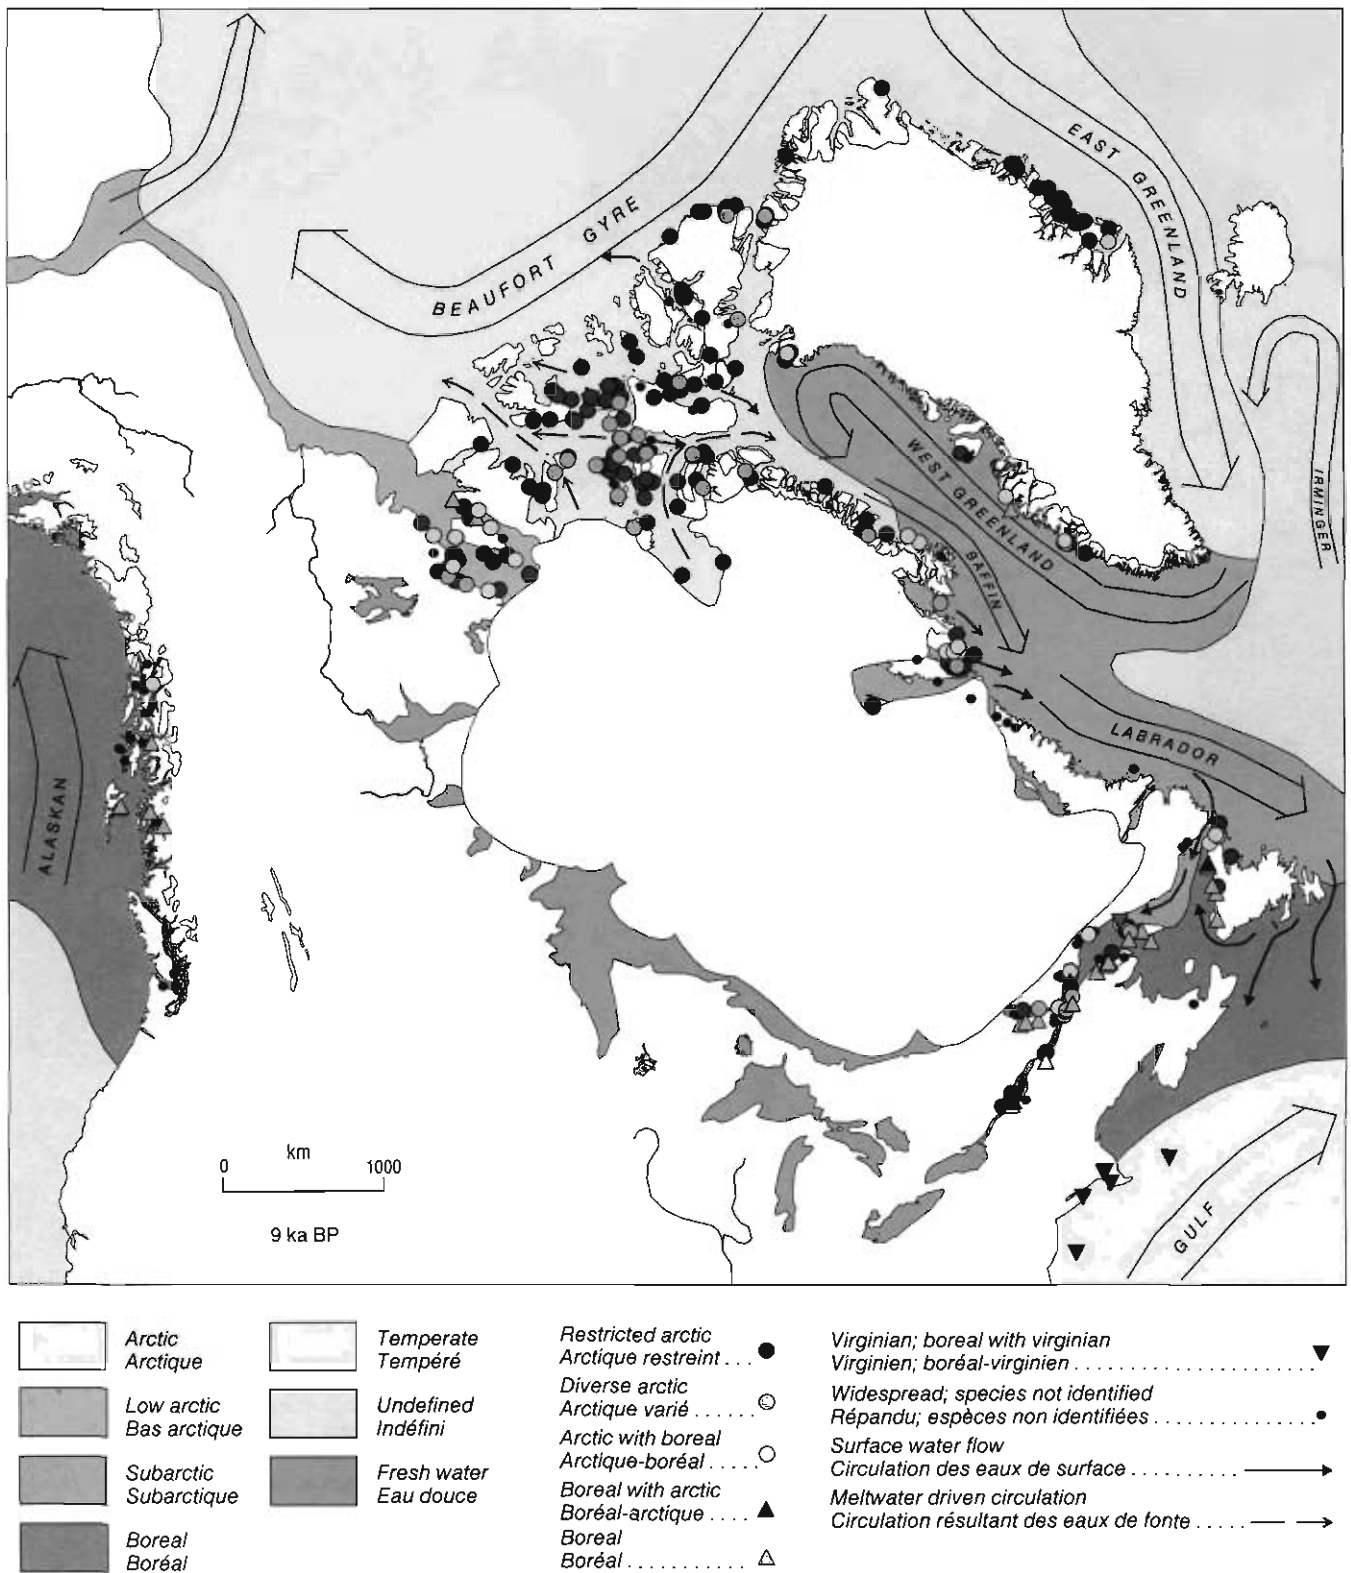 EAST GREENLAND
BEAUFORT GYRE
WEST GREENLAND
IRMINGER
BAFFIN
LABRADOR
ALASKAN
GULF
km
0 1000
9 ka BP
Arctic
Arctique
Low arctic
Bas arctique
Subarctic
Subarctique
Boreal
Boréal
Temperate
Tempéré
Undefined
Indéfini
Fresh water
Eau douce
Restricted arctic
Arctique restreint . . .
Diverse arctic
Arctique varié . . . . . .
Arctic with boreal
Arctique-boréal . . . .
Boreal with arctic
Boréal-arctique . . . .
Boreal
Boréal . . . . . . . . . . .
Virginian; boreal with virginian
Virginien; boréal-virginien . . . . . . . . . . . . . . . . . . . . . . .
Widespread; species not identified
Répandu; espèces non identifiées . . . . . . . . . . . . . . .
Surface water flow
Circulation des eaux de surface . . . . . . . . . .
Meltwater driven circulation
Circulation résultant des eaux de fonte . . . . .